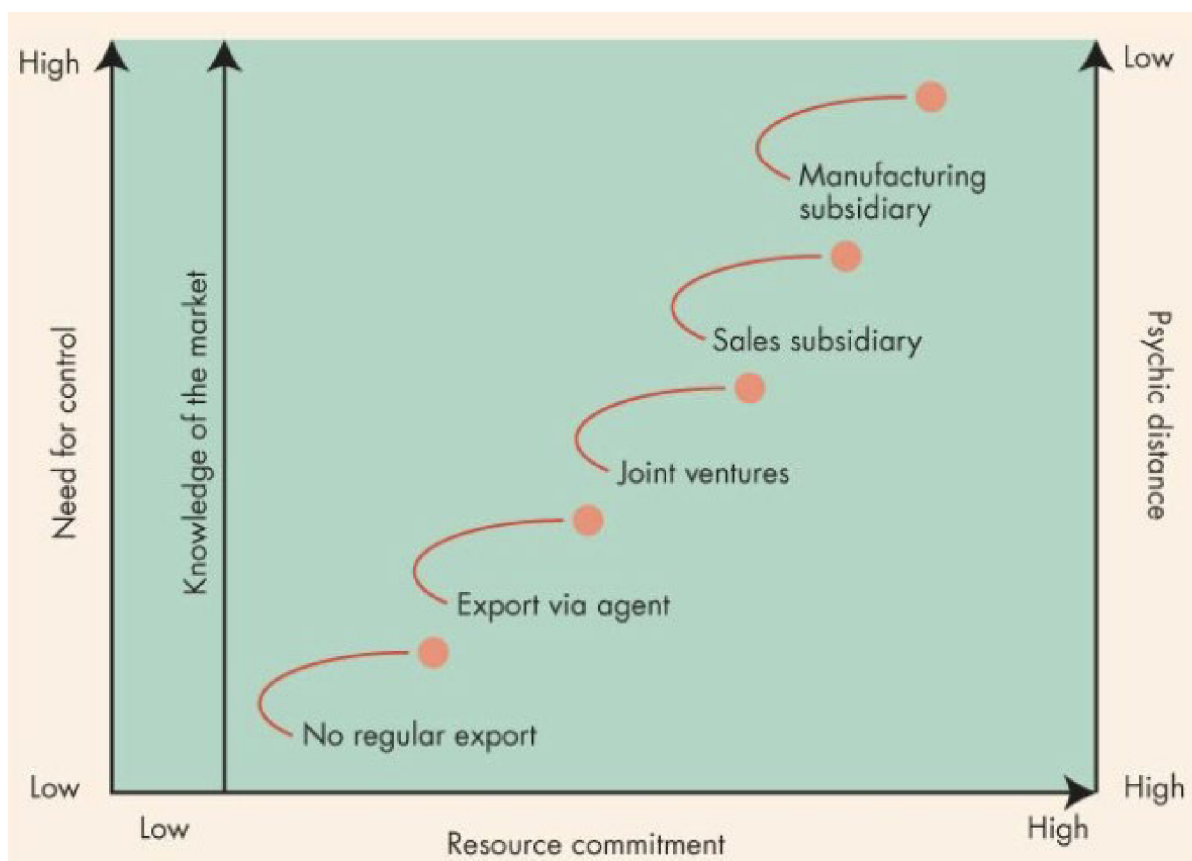 High
Low
Manufacturing
subsidiary
Sales subsidiary
Joint ventures
Export via agent
No regular export
Need for control
Knowledge of the market
Psychic distance
Low
High
Low
High
Resource commitment